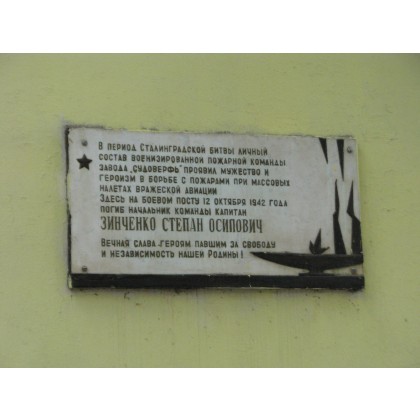 В период Сталинградской битвы личный
состав военизированной пожарной команды
завода „Судоверфь" проявил мужество и
героизм в борьбе с пожарами при массовых
налетах вражеской авиации
Здесь на боевом посту 12 октября 1942 года
погиб начальник команды капитан
ЗИНЧЕНКО СТЕПАН ОСИПОВИЧ
Вечная слава героям павшим за свободу
и независимость нашей Родины!